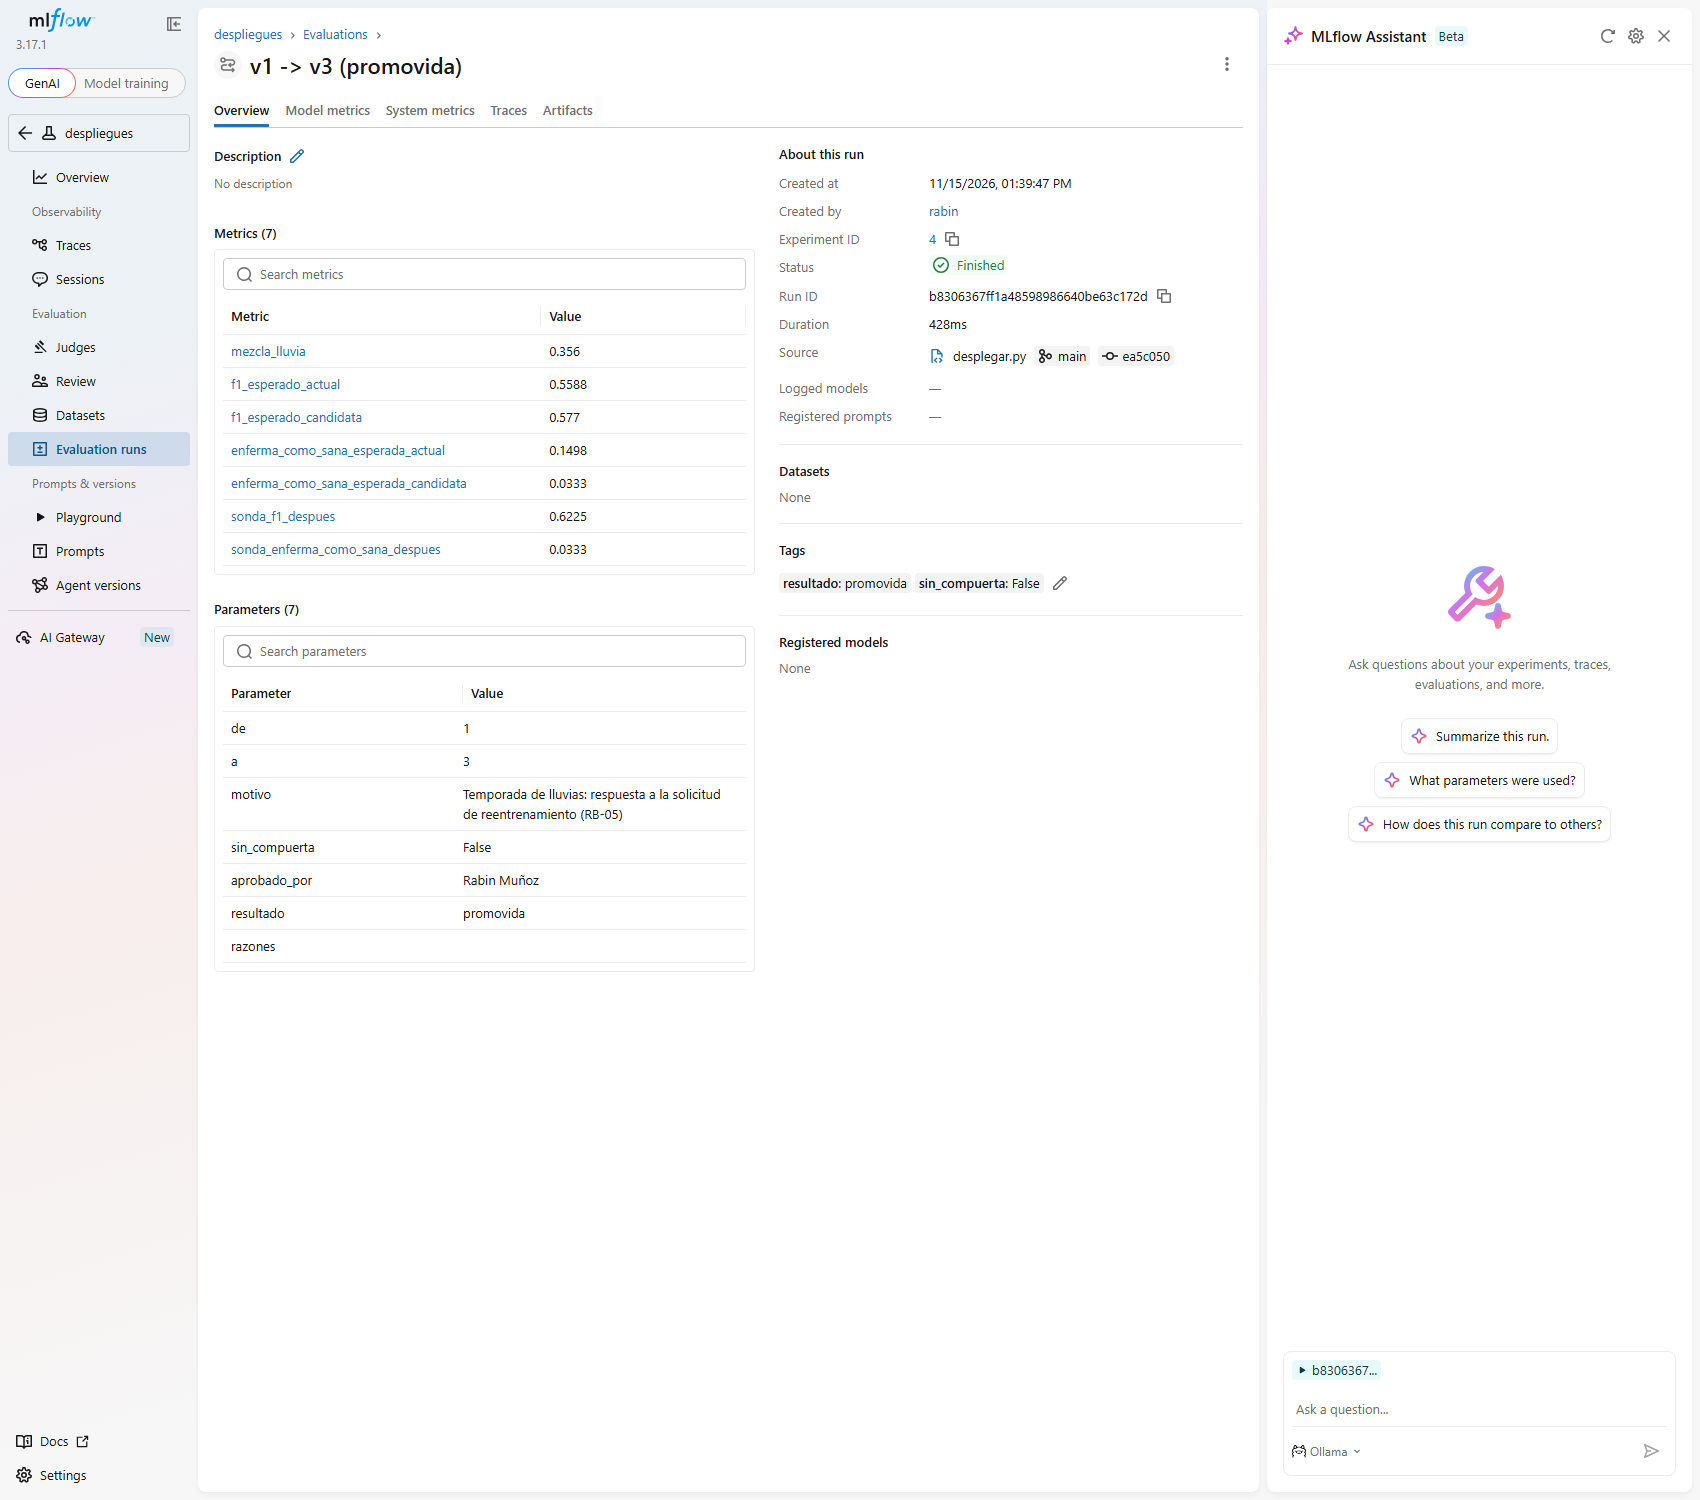 mlflow
3.17.1
GenAI
Model training
despliegues
Overview
Observability
Traces
Sessions
Evaluation
Judges
Review
Datasets
Evaluation runs
Prompts & versions
Playground
Prompts
Agent versions
AI Gateway
New
Docs
Settings
despliegues > Evaluations >
v1 -> v3 (promovida)
Overview
Model metrics
System metrics
Traces
Artifacts
Description
No description
Metrics (7)
Search metrics
Metric Value
mezcla_lluvia 0.356
f1_esperado_actual 0.5588
f1_esperado_candidata 0.577
enferma_como_sana_esperada_actual 0.1498
enferma_como_sana_esperada_candidata 0.0333
sonda_f1_despues 0.6225
sonda_enferma_como_sana_despues 0.0333
Parameters (7)
Search parameters
Parameter Value
de 1
a 3
motivo Temporada de lluvias: respuesta a la solicitud
de reentrenamiento (RB-05)
sin_compuerta False
aprobado_por Rabin Muñoz
resultado promovida
razones
About this run
Created at 11/15/2026, 01:39:47 PM
Created by rabin
Experiment ID 4
Status Finished
Run ID b8306367ff1a48598986640be63c172d
Duration 428ms
Source desplegar.py main ea5c050
Logged models —
Registered prompts —
Datasets
None
Tags
resultado: promovida sin_compuerta: False
Registered models
None
MLflow Assistant Beta
Ask questions about your experiments, traces,
evaluations, and more.
Summarize this run.
What parameters were used?
How does this run compare to others?
b8306367...
Ask a question...
Ollama